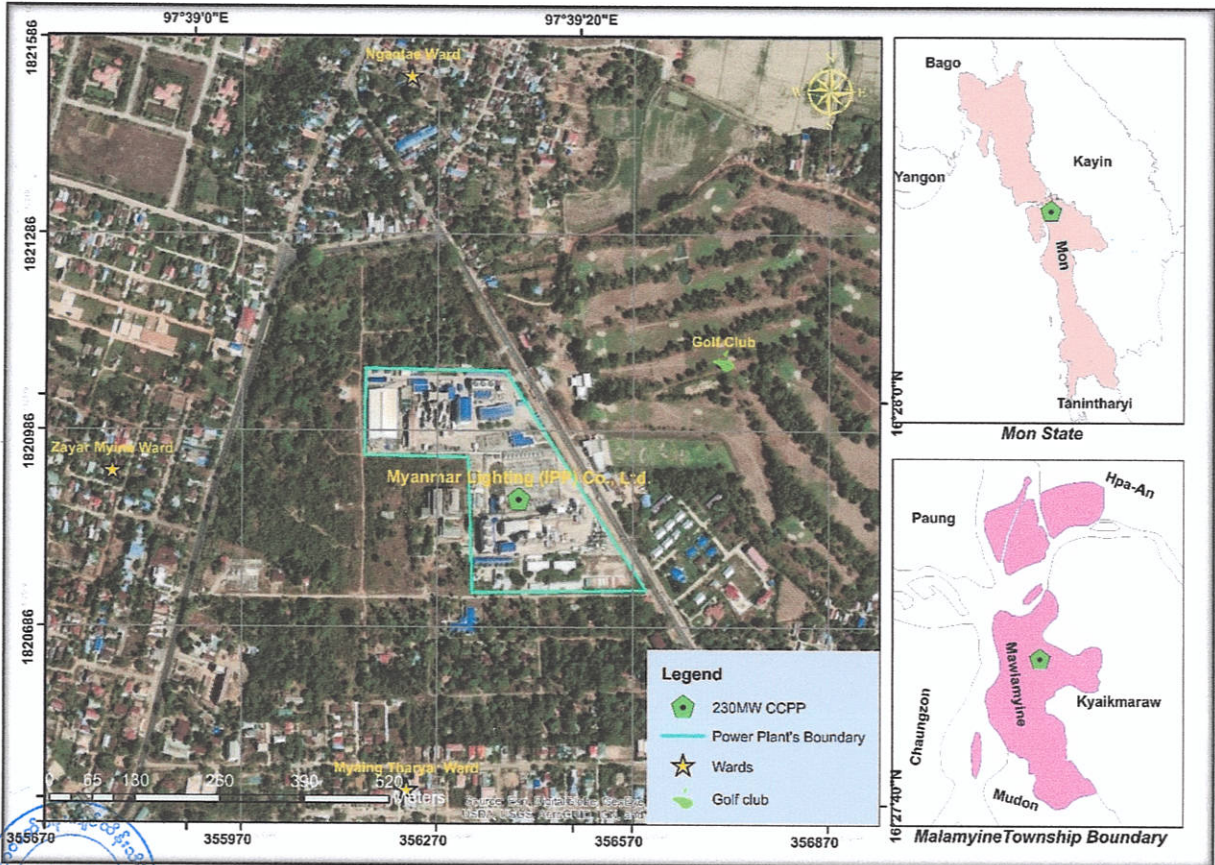 97°39'0"E
97°39'20"E
1821586
1821286
1820986
1820686
Ward
Golf Club
Zayar Myine Ward
Myanmar Lighting (IPP) Co., Ltd
Myaing Tharyar Ward
0 65 130 260 390 520
Meters
355670
355970
356270
356570
356870
Legend
230MW CCPP
Power Plant's Boundary
Wards
Golf club
Bago
Yangon
Kayin
Mon
Tanintharyi
Mon State
16°28'0"N
Paung
Hpa-An
Mawlamyine
Kyaikmaraw
Chaungzon
Mudon
16°27'40"N
MalamyineTownship Boundary